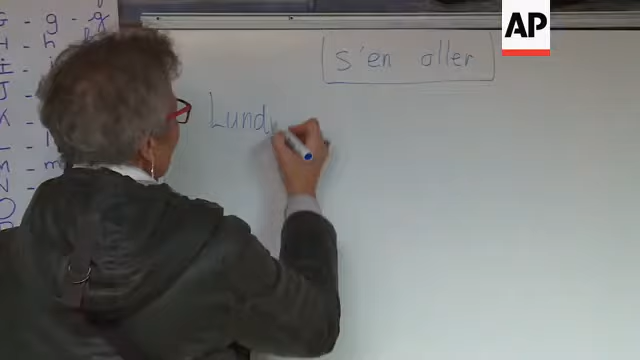 AP
s'en aller
Lundi
G - g - g
H - h
I - i
J
K
L - l
M - m
N
O
P